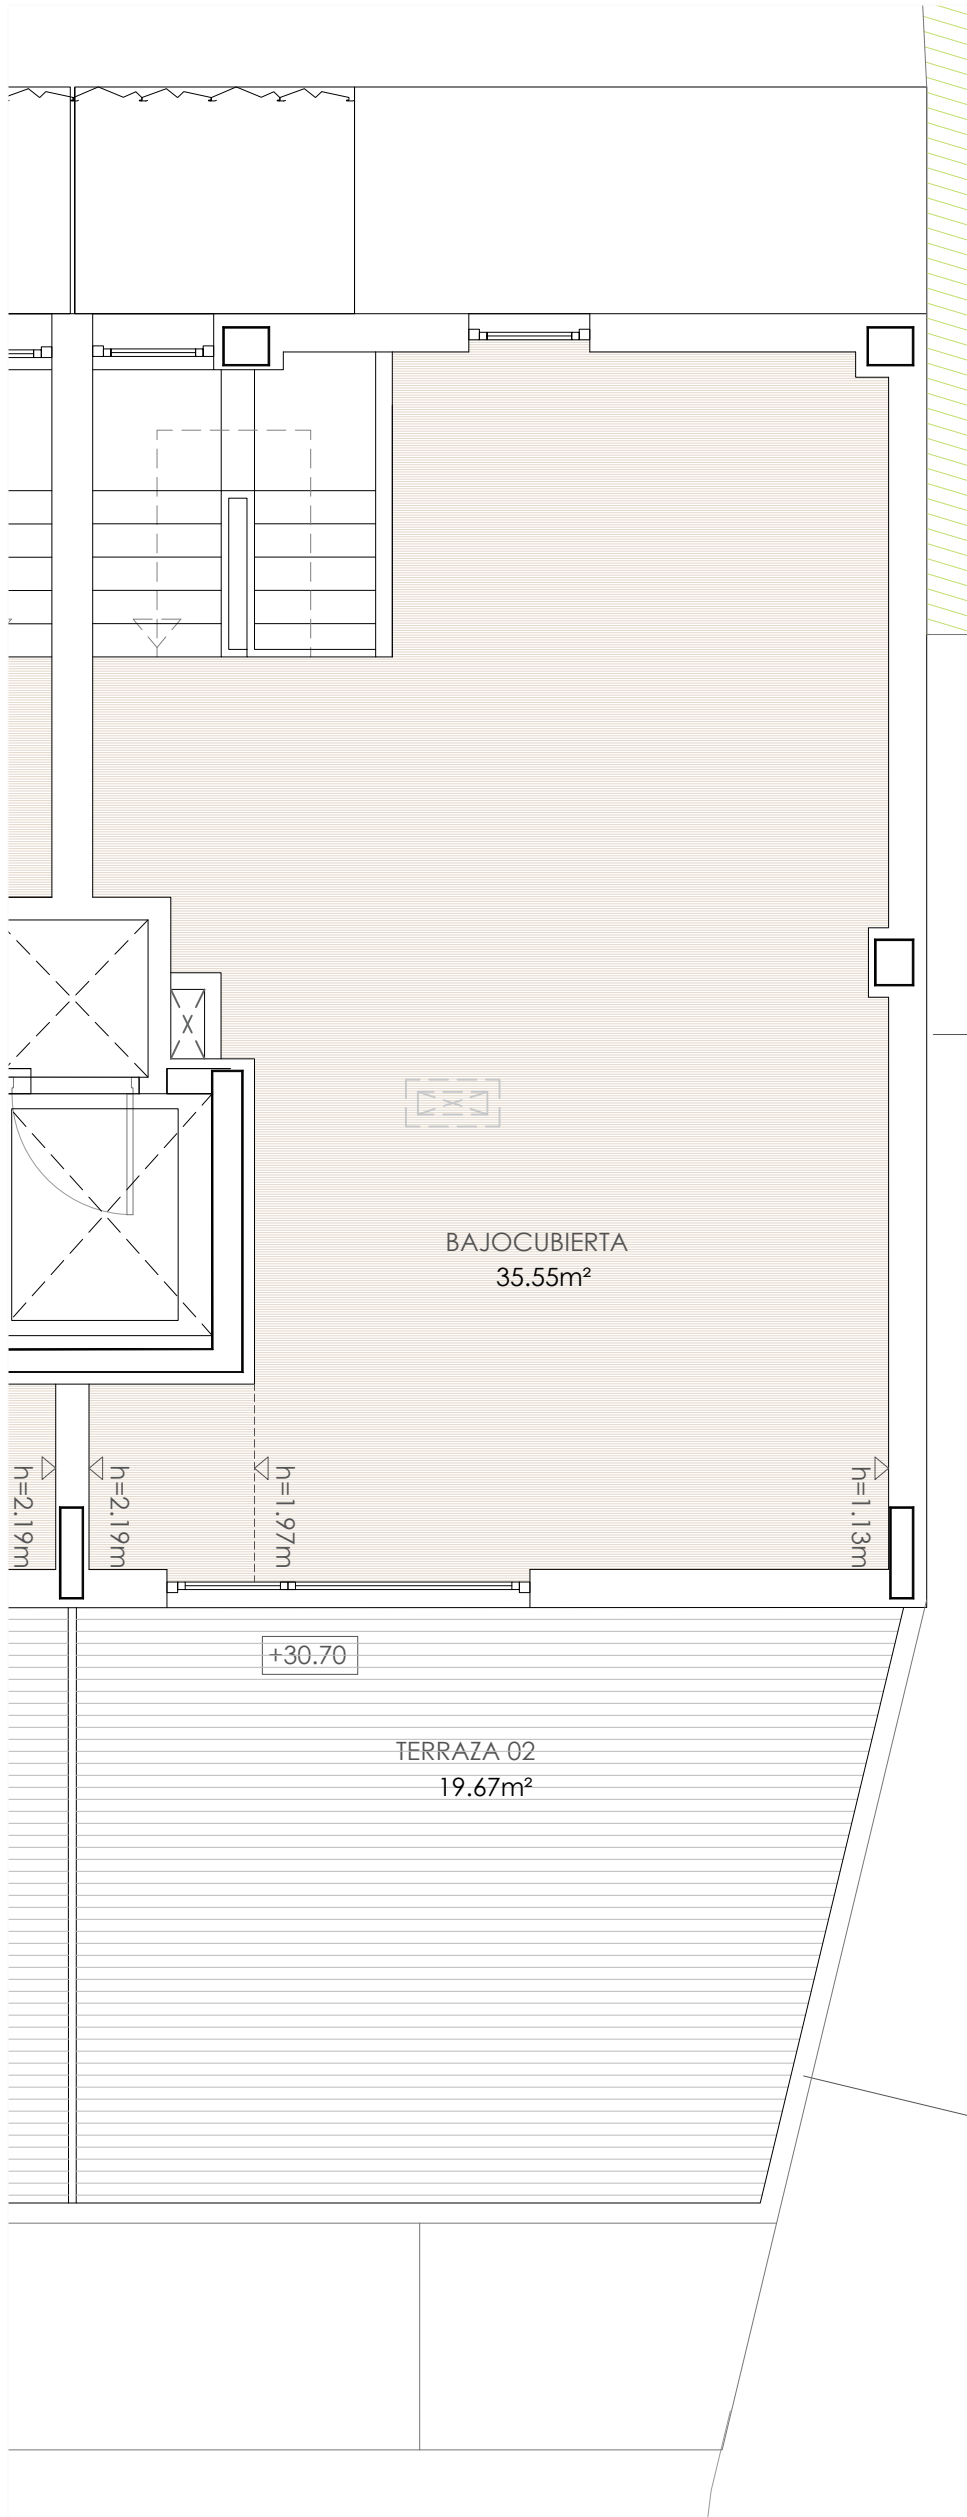 BAJOCUBIERTA
35.55m²
h=2.19m
h=2.19m
h=1.97m
h=1.13m
+30.70
TERRAZA 02
19.67m²